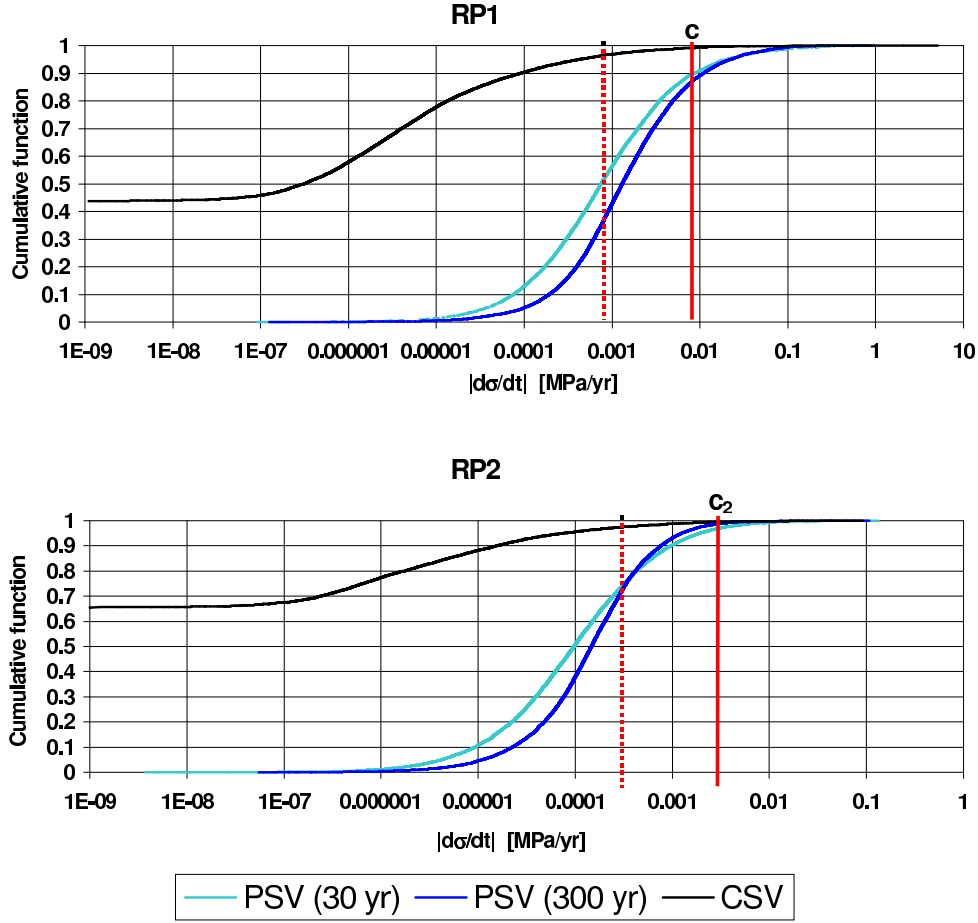 RP1
C
Cumulative function
1
0.9
0.8
0.7
0.6
0.5
0.4
0.3
0.2
0.1
0
1E-09 1E-08 1E-07 0.000001 0.00001 0.0001 0.001 0.01 0.1 1 10
|dσ/dt| [MPa/yr]
RP2
C2
Cumulative function
1
0.9
0.8
0.7
0.6
0.5
0.4
0.3
0.2
0.1
0
1E-09 1E-08 1E-07 0.000001 0.00001 0.0001 0.001 0.01 0.1 1
|dσ/dt| [MPa/yr]
PSV (30 yr) PSV (300 yr) CSV